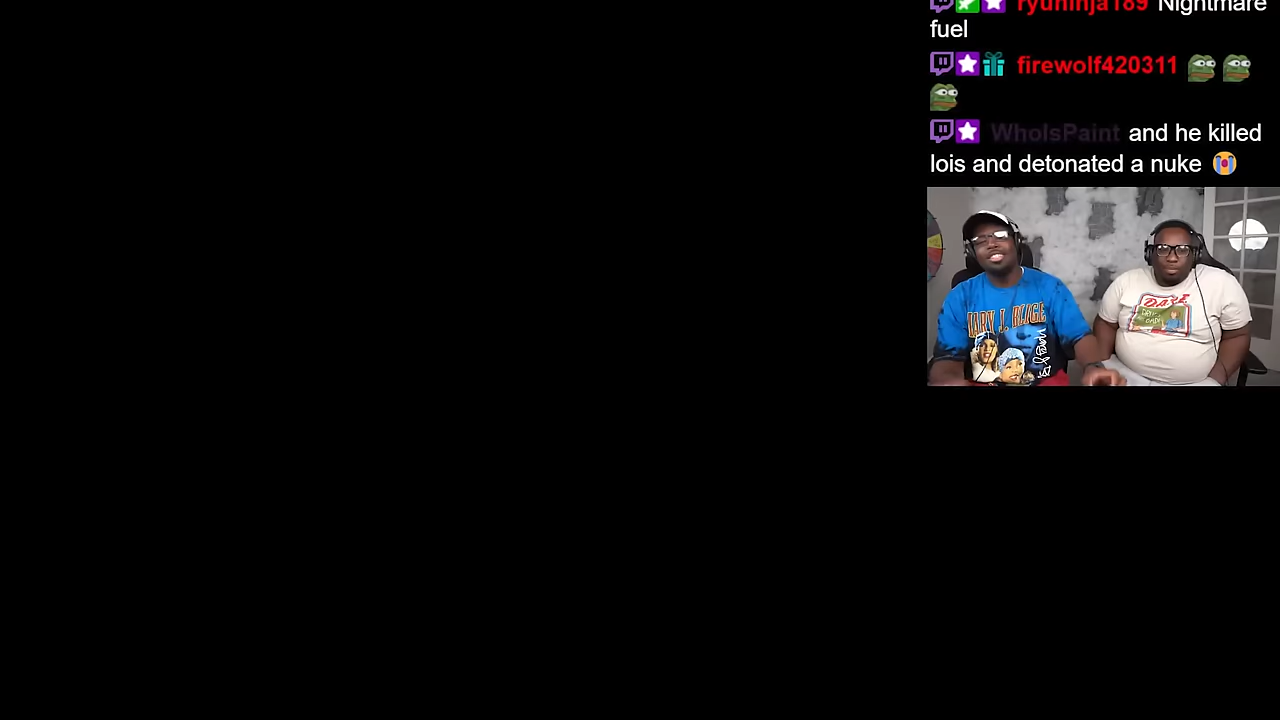 ryuninja189 Nightmare
fuel
firewolf420311
WhoIsPaint and he killed
lois and detonated a nuke
MARY J. BLIGE
D.A.R.E.